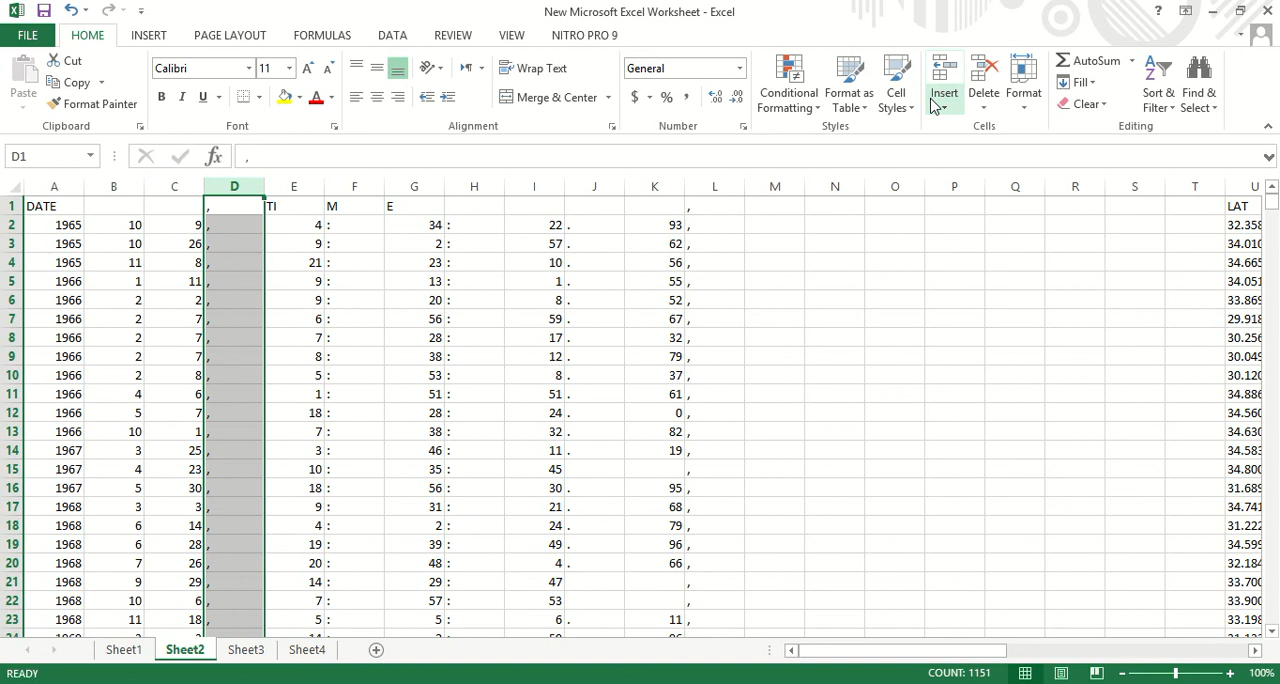 New Microsoft Excel Worksheet - Excel
?
FILE HOME INSERT PAGE LAYOUT FORMULAS DATA REVIEW VIEW NITRO PRO 9
Paste
Cut
Copy
Format Painter
Clipboard
Calibri 11
B I U
Font
Wrap Text
Merge & Center
Alignment
General
$ % ,
Number
Conditional Formatting
Format as Table
Cell Styles
Styles
Insert
Delete
Format
Cells
AutoSum
Fill
Clear
Sort & Filter
Find & Select
Editing
D1 fx ,
A B C D E F G H I J K L M N O P Q R S T U
1 DATE , TI M E , LAT
2 1965 10 9 , 4 : 34 : 22 . 93 , 32.358
3 1965 10 26 , 9 : 2 : 57 . 62 , 34.010
4 1965 11 8 , 21 : 23 : 10 . 56 , 34.665
5 1966 1 11 , 9 : 13 : 1 . 55 , 34.051
6 1966 2 2 , 9 : 20 : 8 . 52 , 33.869
7 1966 2 7 , 6 : 56 : 59 . 67 , 29.918
8 1966 2 7 , 7 : 28 : 17 . 32 , 30.256
9 1966 2 7 , 8 : 38 : 12 . 79 , 30.049
10 1966 2 8 , 5 : 53 : 8 . 37 , 30.120
11 1966 4 6 , 1 : 51 : 51 . 61 , 34.886
12 1966 5 7 , 18 : 28 : 24 . 0 , 34.560
13 1966 10 1 , 7 : 38 : 32 . 82 , 34.630
14 1967 3 25 , 3 : 46 : 11 . 19 , 34.583
15 1967 4 23 , 10 : 35 : 45 , 34.800
16 1967 5 30 , 18 : 56 : 30 . 95 , 31.689
17 1968 3 3 , 9 : 31 : 21 . 68 , 34.741
18 1968 6 14 , 4 : 2 : 24 . 79 , 31.222
19 1968 6 28 , 19 : 39 : 49 . 96 , 34.599
20 1968 7 26 , 20 : 48 : 4 . 66 , 32.184
21 1968 9 29 , 14 : 29 : 47 , 33.700
22 1968 10 6 , 7 : 57 : 53 , 33.900
23 1968 11 18 , 5 : 5 : 6 . 11 , 33.198
Sheet1 Sheet2 Sheet3 Sheet4
READY COUNT: 1151 100%